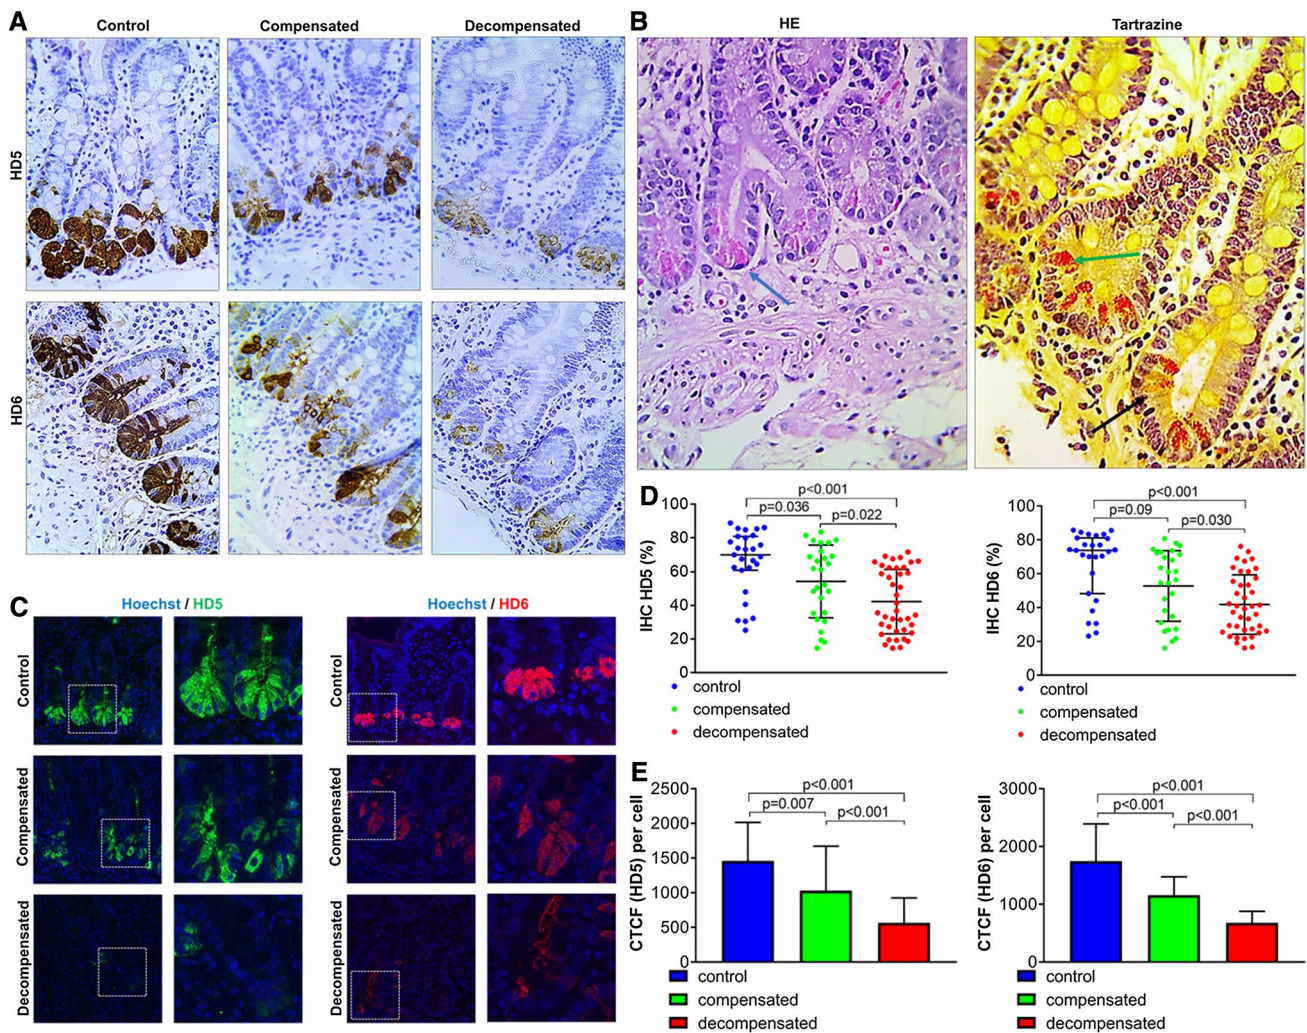 A
Control
Compensated
Decompensated
HD5
HD6
B
HE
Tartrazine
C
Hoechst / HD5
Hoechst / HD6
Control
Compensated
Decompensated
Control
Compensated
Decompensated
D
IHC HD5 (%)
100
80
60
40
20
0
p<0.001
p=0.036
p=0.022
control
compensated
decompensated
IHC HD6 (%)
100
80
60
40
20
0
p<0.001
p=0.09
p=0.030
control
compensated
decompensated
E
CTCF (HD5) per cell
2500
2000
1500
1000
500
0
p<0.001
p=0.007
p<0.001
control
compensated
decompensated
CTCF (HD6) per cell
3000
2000
1000
0
p<0.001
p<0.001
p<0.001
control
compensated
decompensated